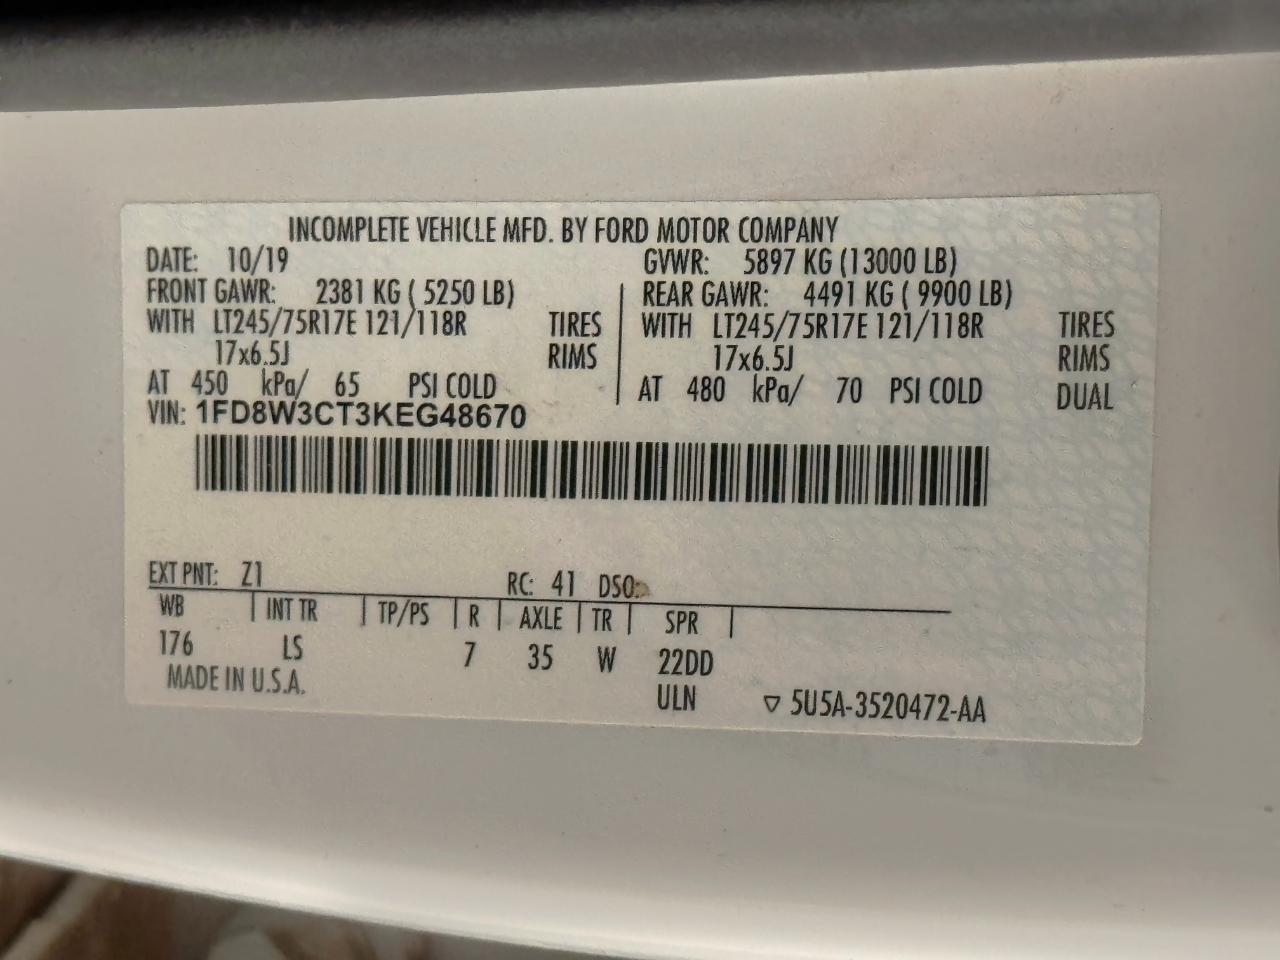 INCOMPLETE VEHICLE MFD. BY FORD MOTOR COMPANY
DATE: 10/19 GVWR: 5897 KG (13000 LB)
FRONT GAWR: 2381 KG ( 5250 LB) REAR GAWR: 4491 KG ( 9900 LB)
WITH LT245/75R17E 121/118R TIRES WITH LT245/75R17E 121/118R TIRES
17x6.5J RIMS 17x6.5J RIMS
AT 450 kPa/ 65 PSI COLD AT 480 kPa/ 70 PSI COLD DUAL
VIN: 1FD8W3CT3KEG48670
EXT PNT: Z1 RC: 41 DSO:
WB INT TR TP/PS R AXLE TR SPR
176 LS 7 35 W 22DD
MADE IN U.S.A. ULN ▽ 5U5A-3520472-AA